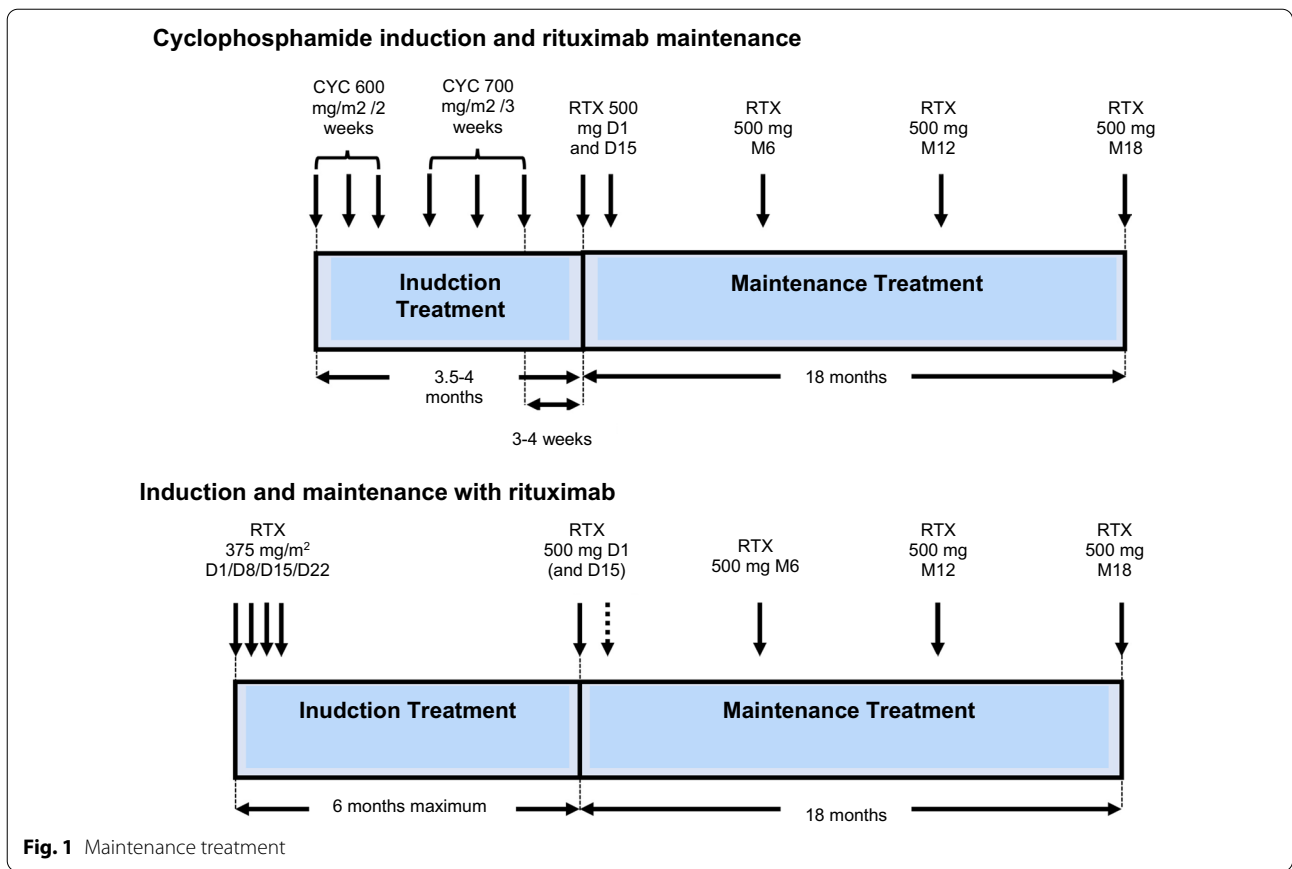 Cyclophosphamide induction and rituximab maintenance
CYC 600
mg/m2 /2
weeks
CYC 700
mg/m2 /3
weeks
RTX 500
mg D1
and D15
RTX
500 mg
M6
RTX
500 mg
M12
RTX
500 mg
M18
Inudction
Treatment
Maintenance Treatment
3.5-4
months
18 months
3-4 weeks
Induction and maintenance with rituximab
RTX
375 mg/m²
D1/D8/D15/D22
RTX
500 mg D1
(and D15)
RTX
500 mg M6
RTX
500 mg
M12
RTX
500 mg
M18
Inudction Treatment
Maintenance Treatment
6 months maximum
18 months
Fig. 1 Maintenance treatment